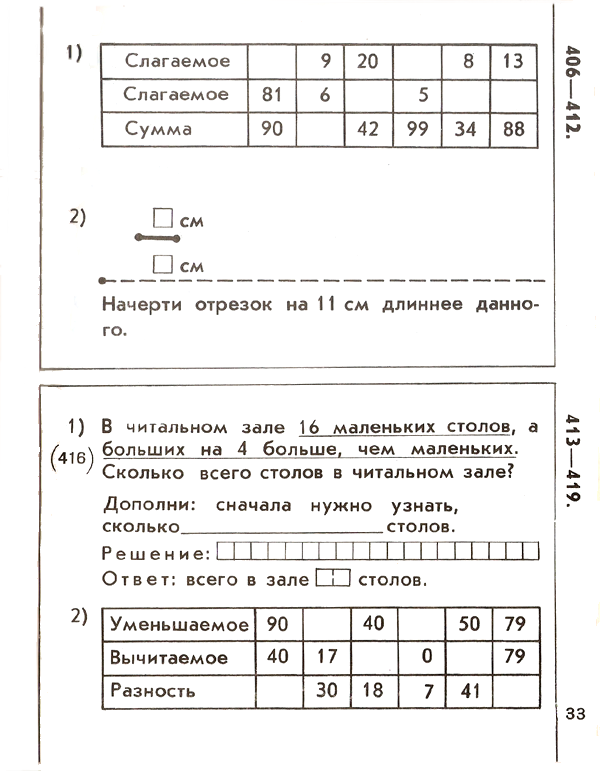 406—412.
1)
Слагаемое 9 20 8 13
Слагаемое 81 6 5
Сумма 90 42 99 34 88
2) см
см
Начерти отрезок на 11 см длиннее данно-
го.
413—419.
1) В читальном зале 16 маленьких столов, а
(416) больших на 4 больше, чем маленьких.
Сколько всего столов в читальном зале?
Дополни: сначала нужно узнать,
сколько столов.
Решение:
Ответ: всего в зале столов.
2)
Уменьшаемое 90 40 50 79
Вычитаемое 40 17 0 79
Разность 30 18 7 41
33